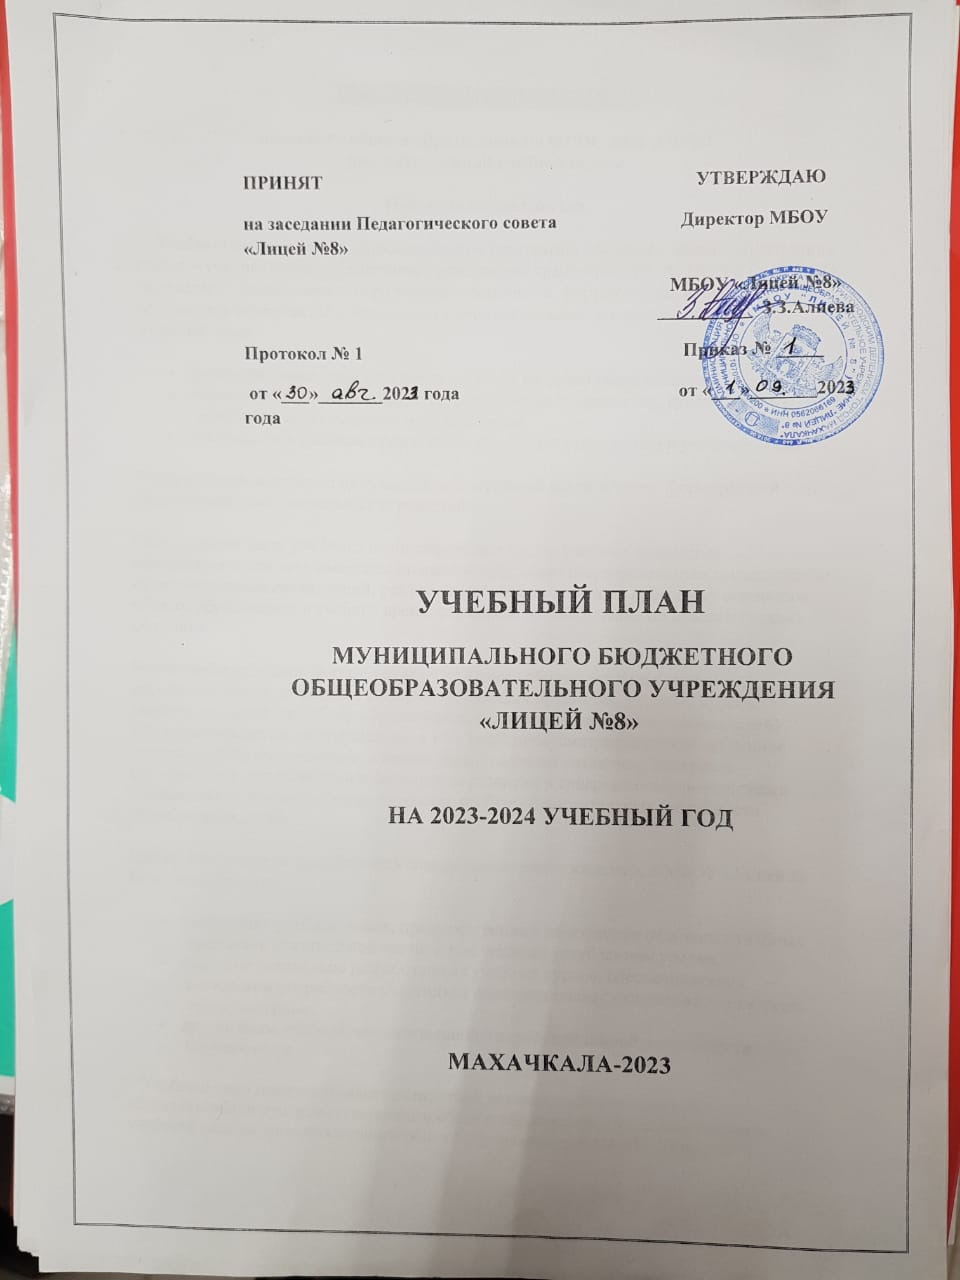 ПРИНЯТ
на заседании Педагогического совета
«Лицей №8»
Протокол № 1
от «30» авг. 2023 года
года
УТВЕРЖДАЮ
Директор МБОУ
МБОУ «Лицей №8»
З.З.Алиева
Приказ № 1
от « 1 » 09. 2023
ИНН 0562066169
УЧЕБНЫЙ ПЛАН
МУНИЦИПАЛЬНОГО БЮДЖЕТНОГО
ОБЩЕОБРАЗОВАТЕЛЬНОГО УЧРЕЖДЕНИЯ
«ЛИЦЕЙ №8»
НА 2023-2024 УЧЕБНЫЙ ГОД
МАХАЧКАЛА-2023